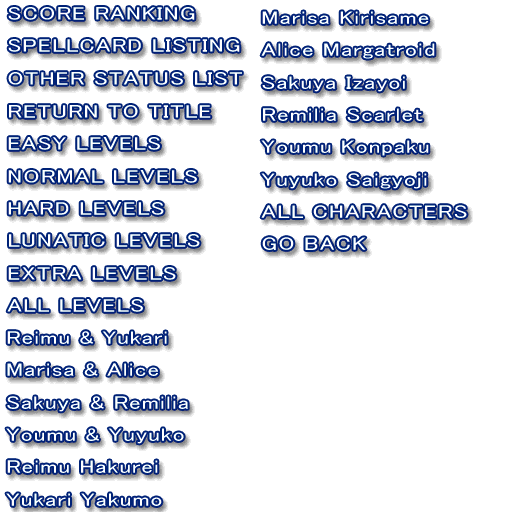 SCORE RANKING
SPELLCARD LISTING
OTHER STATUS LIST
RETURN TO TITLE
EASY LEVELS
NORMAL LEVELS
HARD LEVELS
LUNATIC LEVELS
EXTRA LEVELS
ALL LEVELS
Reimu & Yukari
Marisa & Alice
Sakuya & Remilia
Youmu & Yuyuko
Reimu Hakurei
Yukari Yakumo
Marisa Kirisame
Alice Margatroid
Sakuya Izayoi
Remilia Scarlet
Youmu Konpaku
Yuyuko Saigyoji
ALL CHARACTERS
GO BACK